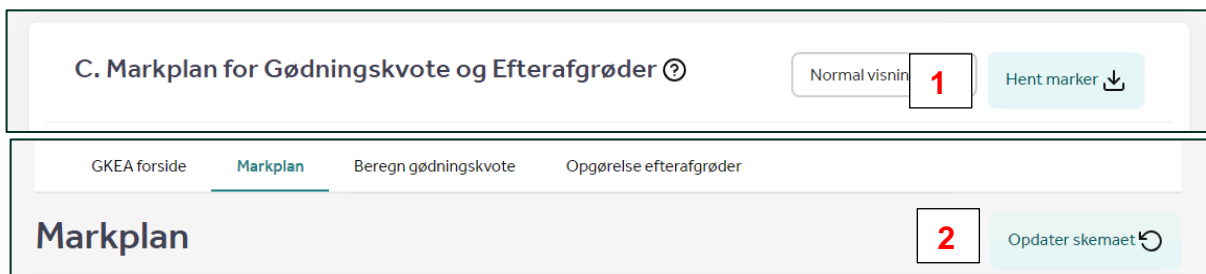 C. Markplan for Gødningskvote og Efterafgrøder ?
Normal visnin
1
Hent marker
GKEA forside Markplan Beregn gødningskvote Opgørelse efterafgrøder
Markplan
2
Opdater skemaet